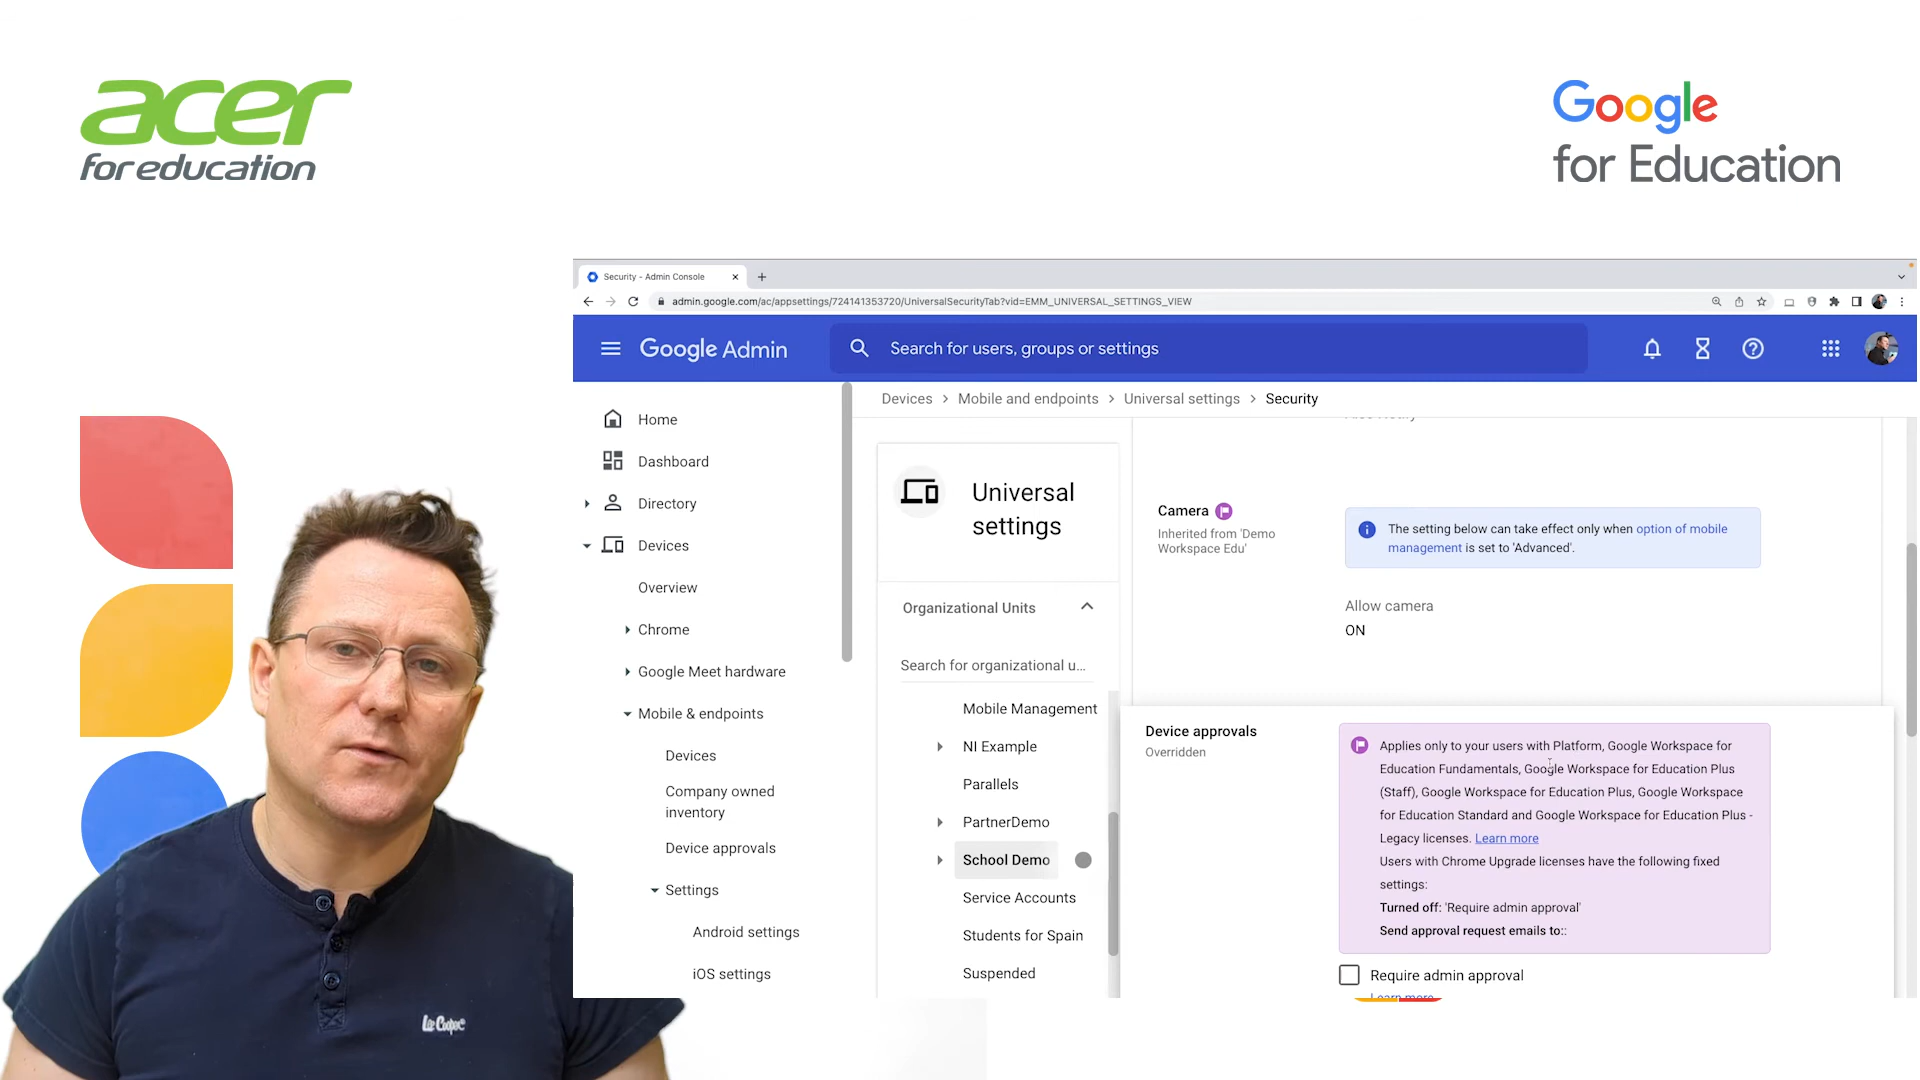 acer
for education
Google
for Education
Security - Admin Console
admin.google.com/ac/appsettings/724141353720/UniversalSecurityTab?vid=EMM_UNIVERSAL_SETTINGS_VIEW
Google Admin
Search for users, groups or settings
Devices > Mobile and endpoints > Universal settings > Security
Home
Dashboard
Directory
Devices
Overview
Chrome
Google Meet hardware
Mobile & endpoints
Devices
Company owned
inventory
Device approvals
Settings
Android settings
iOS settings
Universal
settings
Organizational Units
Search for organizational u...
Mobile Management
NI Example
Parallels
PartnerDemo
School Demo
Service Accounts
Students for Spain
Suspended
Camera
Inherited from 'Demo
Workspace Edu'
The setting below can take effect only when option of mobile
management is set to 'Advanced'.
Allow camera
ON
Device approvals
Overridden
Applies only to your users with Platform, Google Workspace for
Education Fundamentals, Google Workspace for Education Plus
(Staff), Google Workspace for Education Plus, Google Workspace
for Education Standard and Google Workspace for Education Plus -
Legacy licenses. Learn more
Users with Chrome Upgrade licenses have the following fixed
settings:
Turned off: 'Require admin approval'
Send approval request emails to::
Require admin approval
Learn more
Lee Cooper